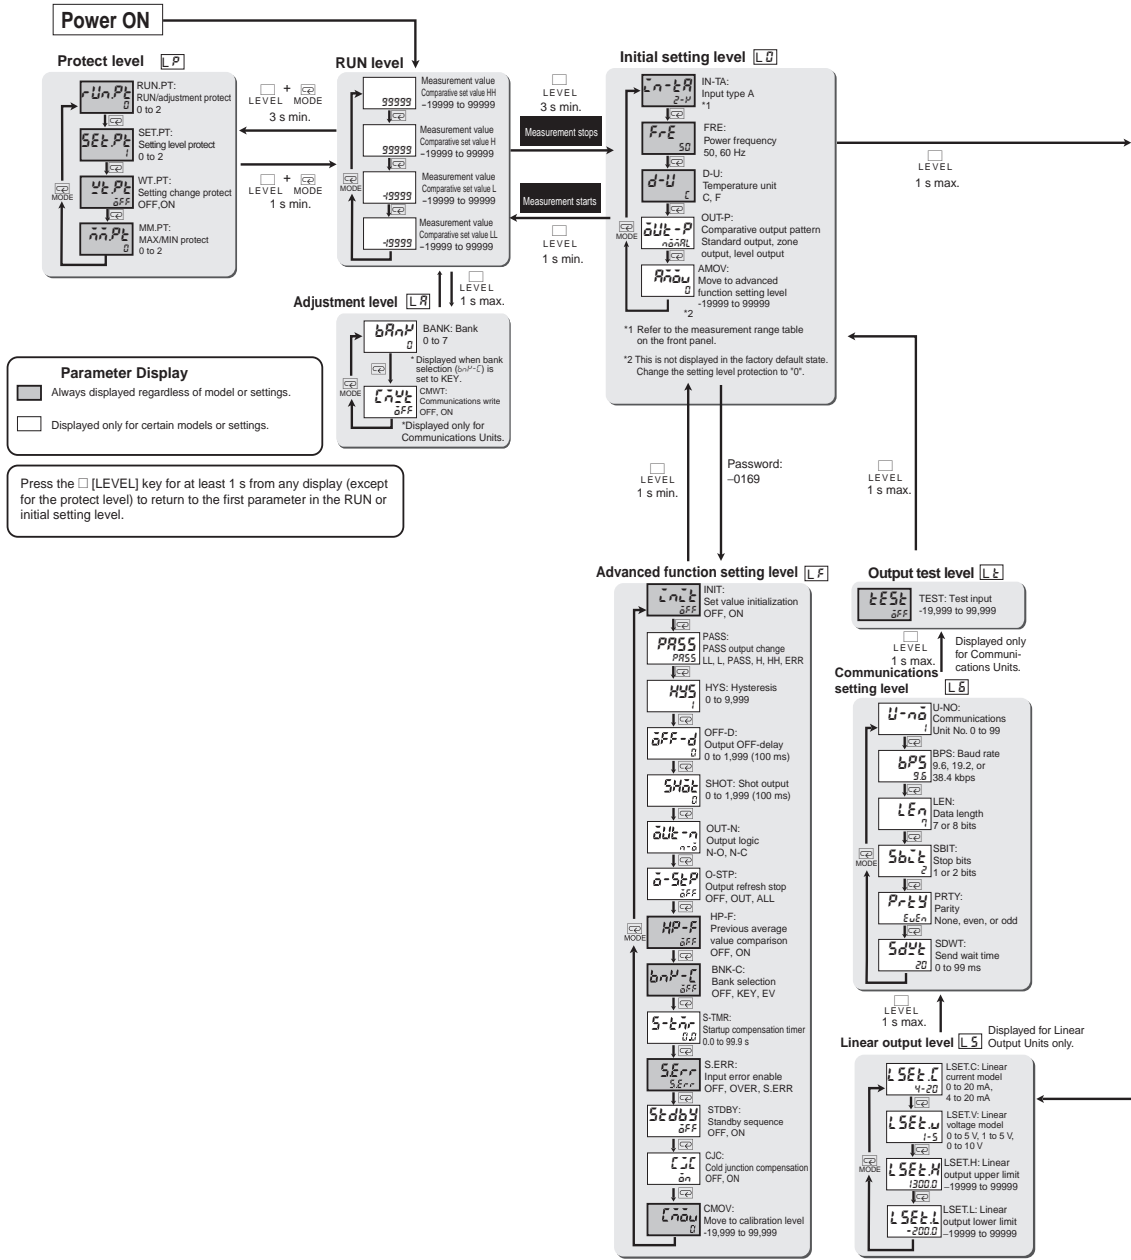 Power ON
Protect level LP
RUN.PT:
RUN/adjustment protect
0 to 2
SET.PT:
Setting level protect
0 to 2
WT.PT:
Setting change protect
OFF,ON
MM.PT:
MAX/MIN protect
0 to 2
MODE
LEVEL + MODE
3 s min.
LEVEL + MODE
1 s min.
RUN level
Measurement value
Comparative set value HH
–19999 to 99999
99999
Measurement value
Comparative set value H
–19999 to 99999
99999
Measurement value
Comparative set value L
–19999 to 99999
-19999
Measurement value
Comparative set value LL
–19999 to 99999
-19999
MODE
LEVEL
3 s min.
Measurement stops
Measurement starts
LEVEL
1 s min.
LEVEL
1 s max.
Initial setting level L0
IN-TA:
Input type A
*1
FRE:
Power frequency
50, 60 Hz
50
D-U:
Temperature unit
C, F
OUT-P:
Comparative output pattern
Standard output, zone
output, level output
AMOV:
Move to advanced
function setting level
-19999 to 99999
*2
MODE
*1 Refer to the measurement range table
on the front panel.
*2 This is not displayed in the factory default state.
Change the setting level protection to "0".
LEVEL
1 s max.
Adjustment level LA
BANK: Bank
0 to 7
* Displayed when bank
selection (bnK-C) is
set to KEY.
CMWT:
Communications write
OFF, ON
*Displayed only for
Communications Units.
MODE
Parameter Display
Always displayed regardless of model or settings.
Displayed only for certain models or settings.
Press the □ [LEVEL] key for at least 1 s from any display (except
for the protect level) to return to the first parameter in the RUN or
initial setting level.
LEVEL
1 s min.
Password:
–0169
LEVEL
1 s max.
Advanced function setting level LF
INIT:
Set value initialization
OFF, ON
PASS:
PASS output change
LL, L, PASS, H, HH, ERR
HYS: Hysteresis
0 to 9,999
OFF-D:
Output OFF-delay
0 to 1,999 (100 ms)
SHOT: Shot output
0 to 1,999 (100 ms)
OUT-N:
Output logic
N-O, N-C
O-STP:
Output refresh stop
OFF, OUT, ALL
HP-F:
Previous average
value comparison
OFF, ON
BNK-C:
Bank selection
OFF, KEY, EV
S-TMR:
Startup compensation timer
0.0 to 99.9 s
S.ERR:
Input error enable
OFF, OVER, S.ERR
STDBY:
Standby sequence
OFF, ON
CJC:
Cold junction compensation
OFF, ON
CMOV:
Move to calibration level
-19,999 to 99,999
MODE
Output test level Lt
TEST: Test input
-19,999 to 99,999
LEVEL
1 s max.
Displayed only
for Communi-
cations Units.
Communications
setting level L6
U-NO:
Communications
Unit No. 0 to 99
BPS: Baud rate
9.6, 19.2, or
38.4 kbps
LEN:
Data length
7 or 8 bits
SBIT:
Stop bits
1 or 2 bits
PRTY:
Parity
None, even, or odd
SDWT:
Send wait time
0 to 99 ms
MODE
LEVEL
1 s max.
Displayed for Linear
Output Units only.
Linear output level L5
LSET.C: Linear
current model
0 to 20 mA,
4 to 20 mA
LSET.V: Linear
voltage model
0 to 5 V, 1 to 5 V,
0 to 10 V
LSET.H: Linear
output upper limit
–19999 to 99999
LSET.L: Linear
output lower limit
–19999 to 99999
MODE